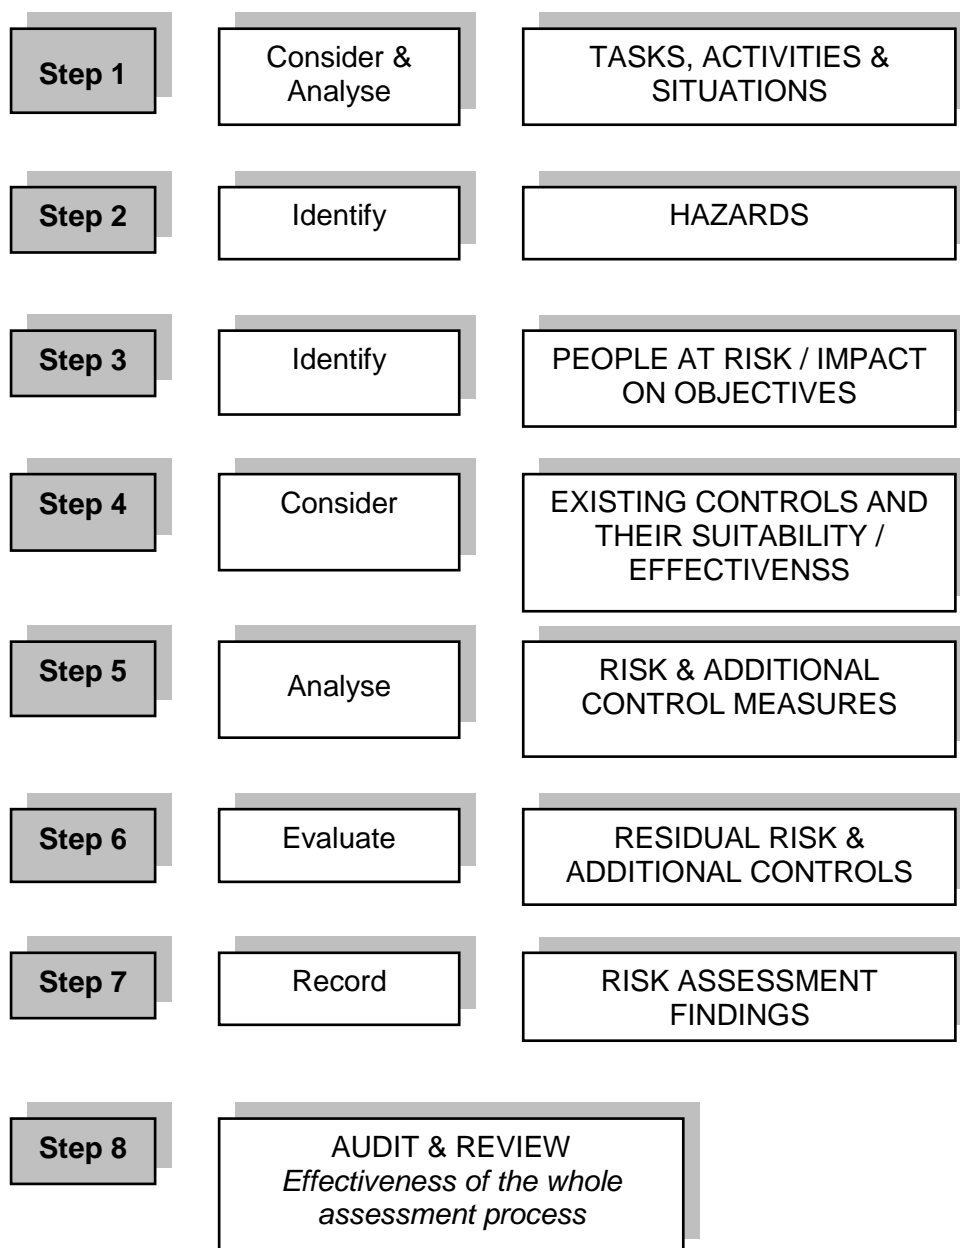 Step 1
Consider &
Analyse
TASKS, ACTIVITIES &
SITUATIONS
Step 2
Identify
HAZARDS
Step 3
Identify
PEOPLE AT RISK / IMPACT
ON OBJECTIVES
Step 4
Consider
EXISTING CONTROLS AND
THEIR SUITABILITY /
EFFECTIVENSS
Step 5
Analyse
RISK & ADDITIONAL
CONTROL MEASURES
Step 6
Evaluate
RESIDUAL RISK &
ADDITIONAL CONTROLS
Step 7
Record
RISK ASSESSMENT
FINDINGS
Step 8
AUDIT & REVIEW
Effectiveness of the whole
assessment process